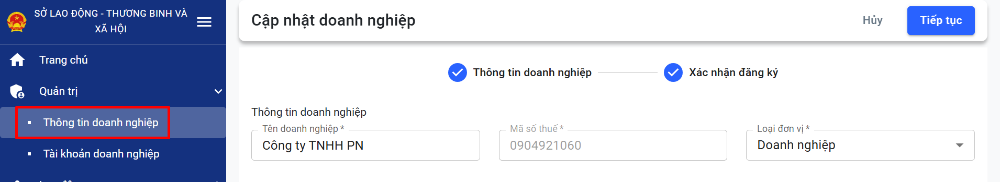 SỞ LAO ĐỘNG - THƯƠNG BINH VÀ
XÃ HỘI
Trang chủ
Quản trị
Thông tin doanh nghiệp
Tài khoản doanh nghiệp
Cập nhật doanh nghiệp
Hủy
Tiếp tục
Thông tin doanh nghiệp
Xác nhận đăng ký
Thông tin doanh nghiệp
Tên doanh nghiệp *
Công ty TNHH PN
Mã số thuế *
0904921060
Loại đơn vị *
Doanh nghiệp